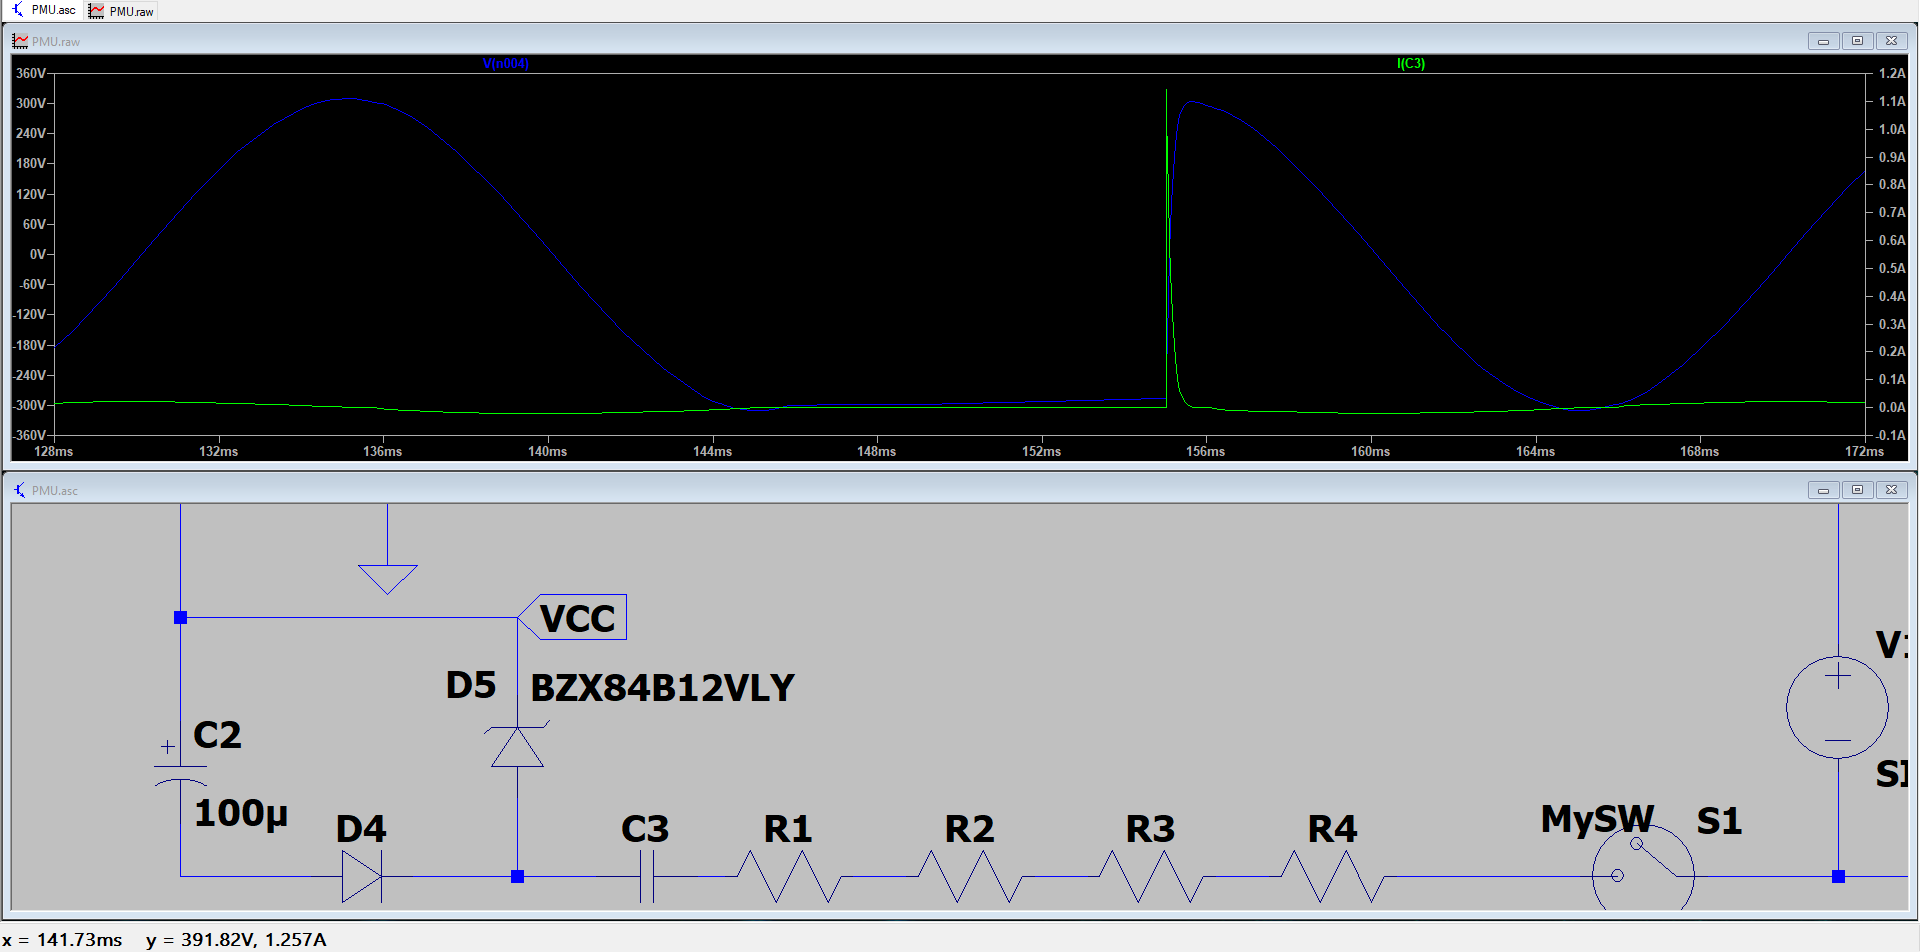 PMU.asc PMU.raw
PMU.raw
V(n004) I(C3)
360V 1.2A
300V 1.1A
240V 1.0A
180V 0.9A
120V 0.8A
60V 0.7A
0V 0.6A
-60V 0.5A
-120V 0.4A
-180V 0.3A
-240V 0.2A
-300V 0.1A
-360V 0.0A
-0.1A
128ms 132ms 136ms 140ms 144ms 148ms 152ms 156ms 160ms 164ms 168ms 172ms
PMU.asc
VCC
V1
D5 BZX84B12VLY
C2
+
SI
100µ
D4 C3 R1 R2 R3 R4 MySW S1
x = 141.73ms y = 391.82V, 1.257A